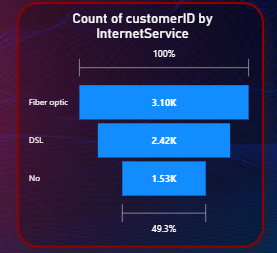 Count of customerID by
InternetService
100%
Fiber optic 3.10K
DSL 2.42K
No 1.53K
49.3%